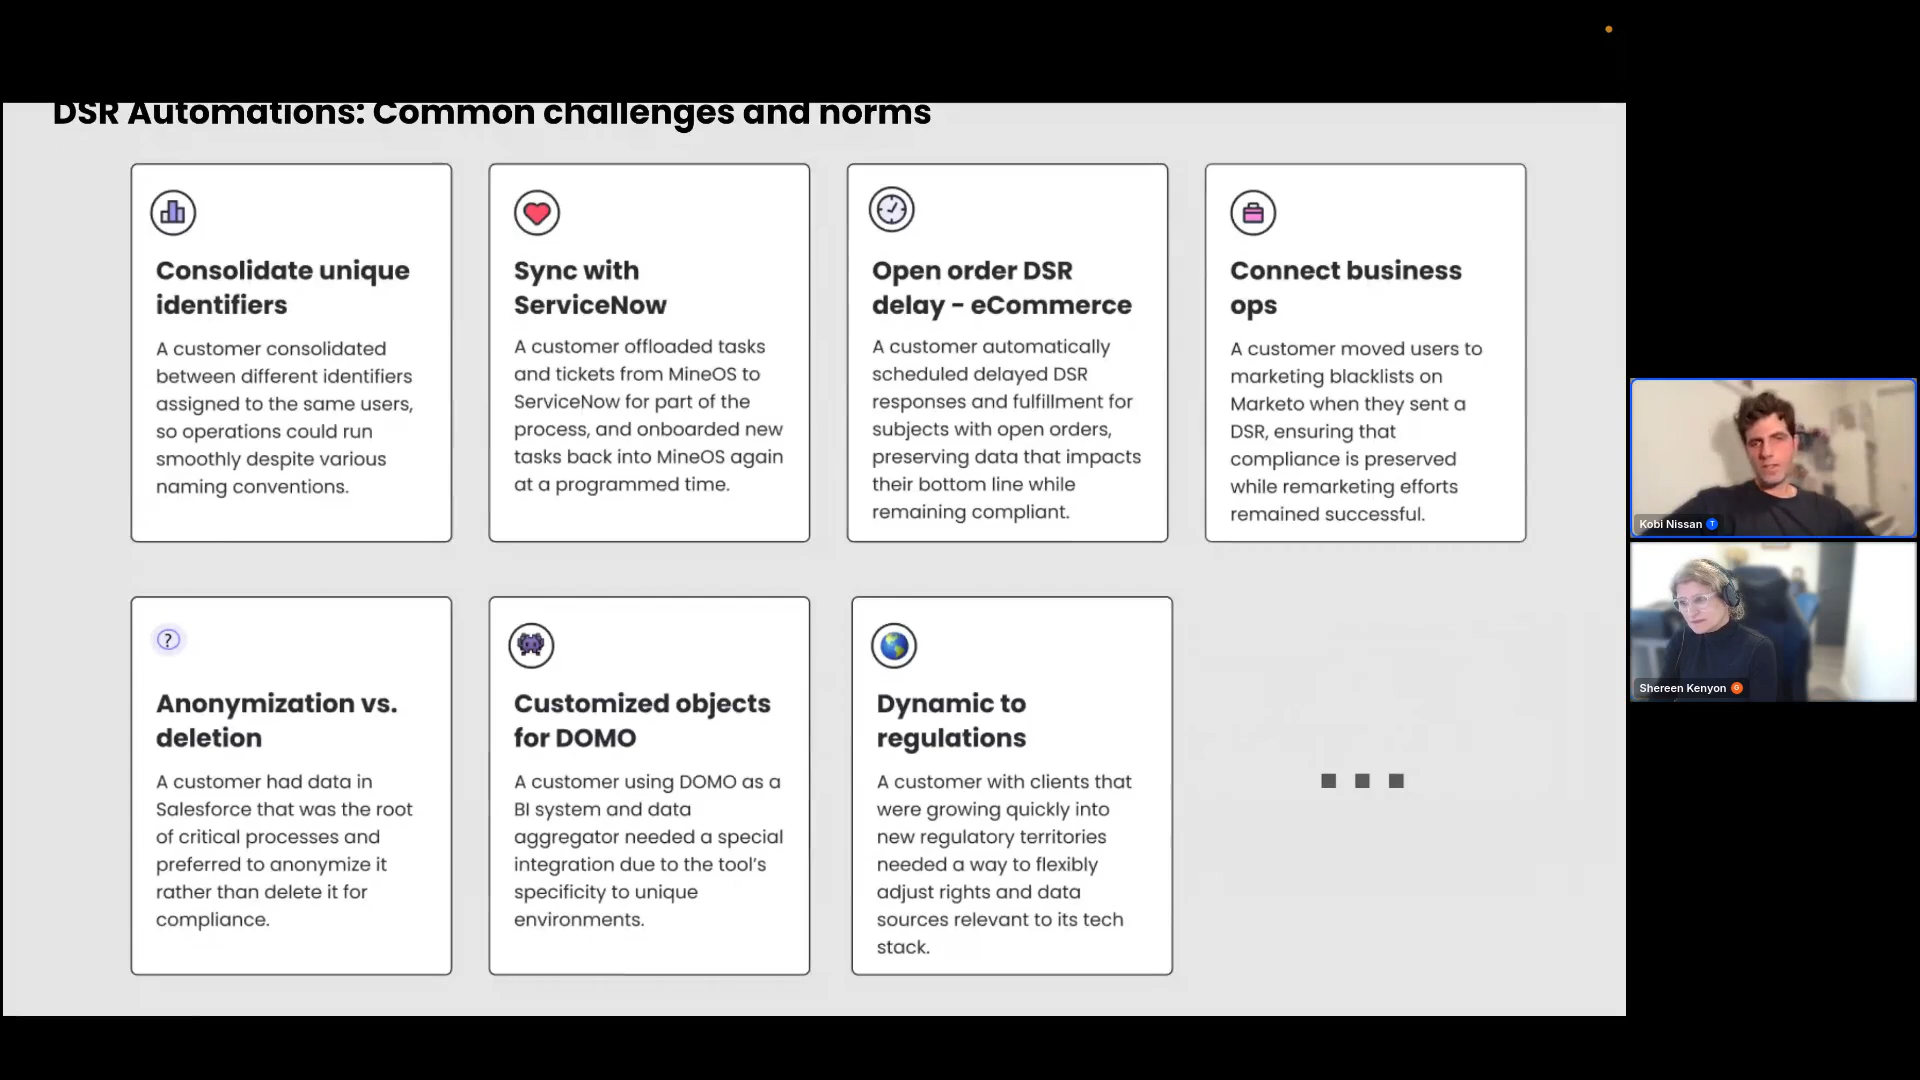 DSR Automations: Common challenges and norms
Consolidate unique
identifiers
A customer consolidated
between different identifiers
assigned to the same users,
so operations could run
smoothly despite various
naming conventions.
Sync with
ServiceNow
A customer offloaded tasks
and tickets from MineOS to
ServiceNow for part of the
process, and onboarded new
tasks back into MineOS again
at a programmed time.
Open order DSR
delay - eCommerce
A customer automatically
scheduled delayed DSR
responses and fulfillment for
subjects with open orders,
preserving data that impacts
their bottom line while
remaining compliant.
Connect business
ops
A customer moved users to
marketing blacklists on
Marketo when they sent a
DSR, ensuring that
compliance is preserved
while remarketing efforts
remained successful.
?
Anonymization vs.
deletion
A customer had data in
Salesforce that was the root
of critical processes and
preferred to anonymize it
rather than delete it for
compliance.
Customized objects
for DOMO
A customer using DOMO as a
BI system and data
aggregator needed a special
integration due to the tool's
specificity to unique
environments.
Dynamic to
regulations
A customer with clients that
were growing quickly into
new regulatory territories
needed a way to flexibly
adjust rights and data
sources relevant to its tech
stack.
Kobi Nissan
Shereen Kenyon